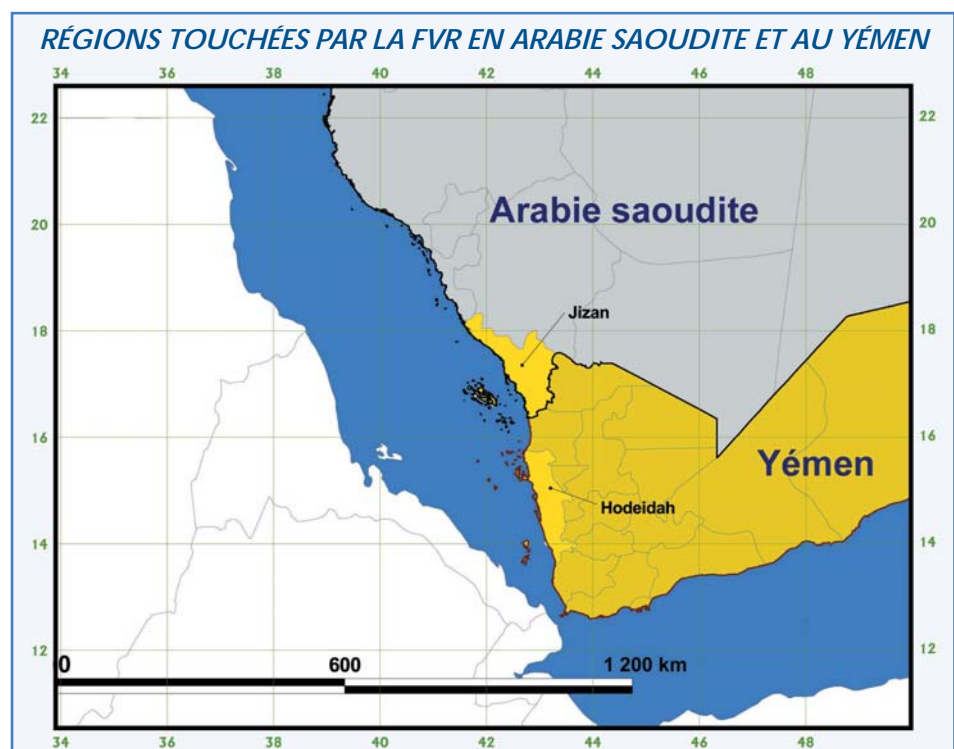 RÉGIONS TOUCHÉES PAR LA FVR EN ARABIE SAOUDITE ET AU YÉMEN
34 36 38 40 42 44 46 48
22 22
Arabie saoudite
20 20
Jizan
18 18
16 16
Yémen
Hodeidah
14 14
12 12
0 600 1 200 km
34 36 38 40 42 44 46 48